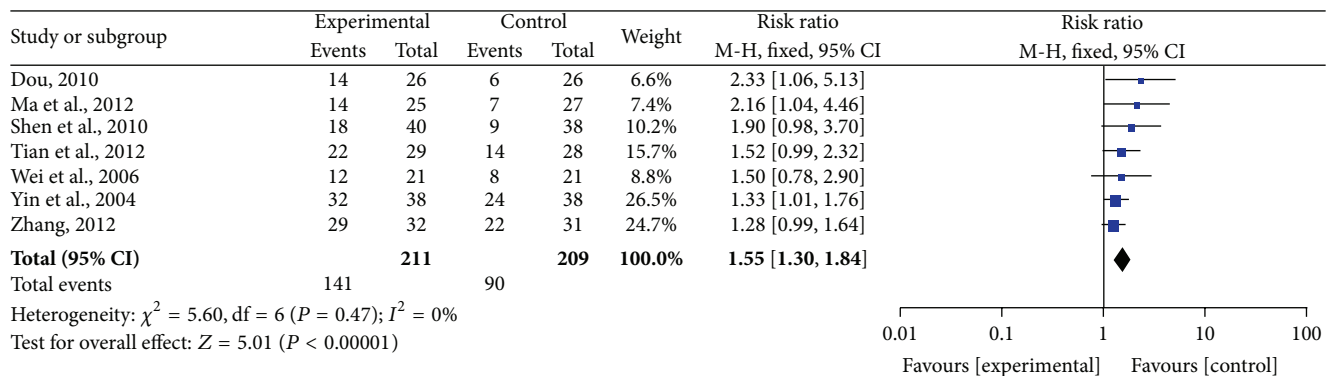 Study or subgroup Experimental Control Weight Risk ratio Risk ratio
Events Total Events Total M-H, fixed, 95% CI M-H, fixed, 95% CI
Dou, 2010 14 26 6 26 6.6% 2.33 [1.06, 5.13]
Ma et al., 2012 14 25 7 27 7.4% 2.16 [1.04, 4.46]
Shen et al., 2010 18 40 9 38 10.2% 1.90 [0.98, 3.70]
Tian et al., 2012 22 29 14 28 15.7% 1.52 [0.99, 2.32]
Wei et al., 2006 12 21 8 21 8.8% 1.50 [0.78, 2.90]
Yin et al., 2004 32 38 24 38 26.5% 1.33 [1.01, 1.76]
Zhang, 2012 29 32 22 31 24.7% 1.28 [0.99, 1.64]
Total (95% CI) 211 209 100.0% 1.55 [1.30, 1.84]
Total events 141 90
Heterogeneity: χ² = 5.60, df = 6 (P = 0.47); I² = 0%
Test for overall effect: Z = 5.01 (P < 0.00001)
0.01 0.1 1 10 100
Favours [experimental] Favours [control]